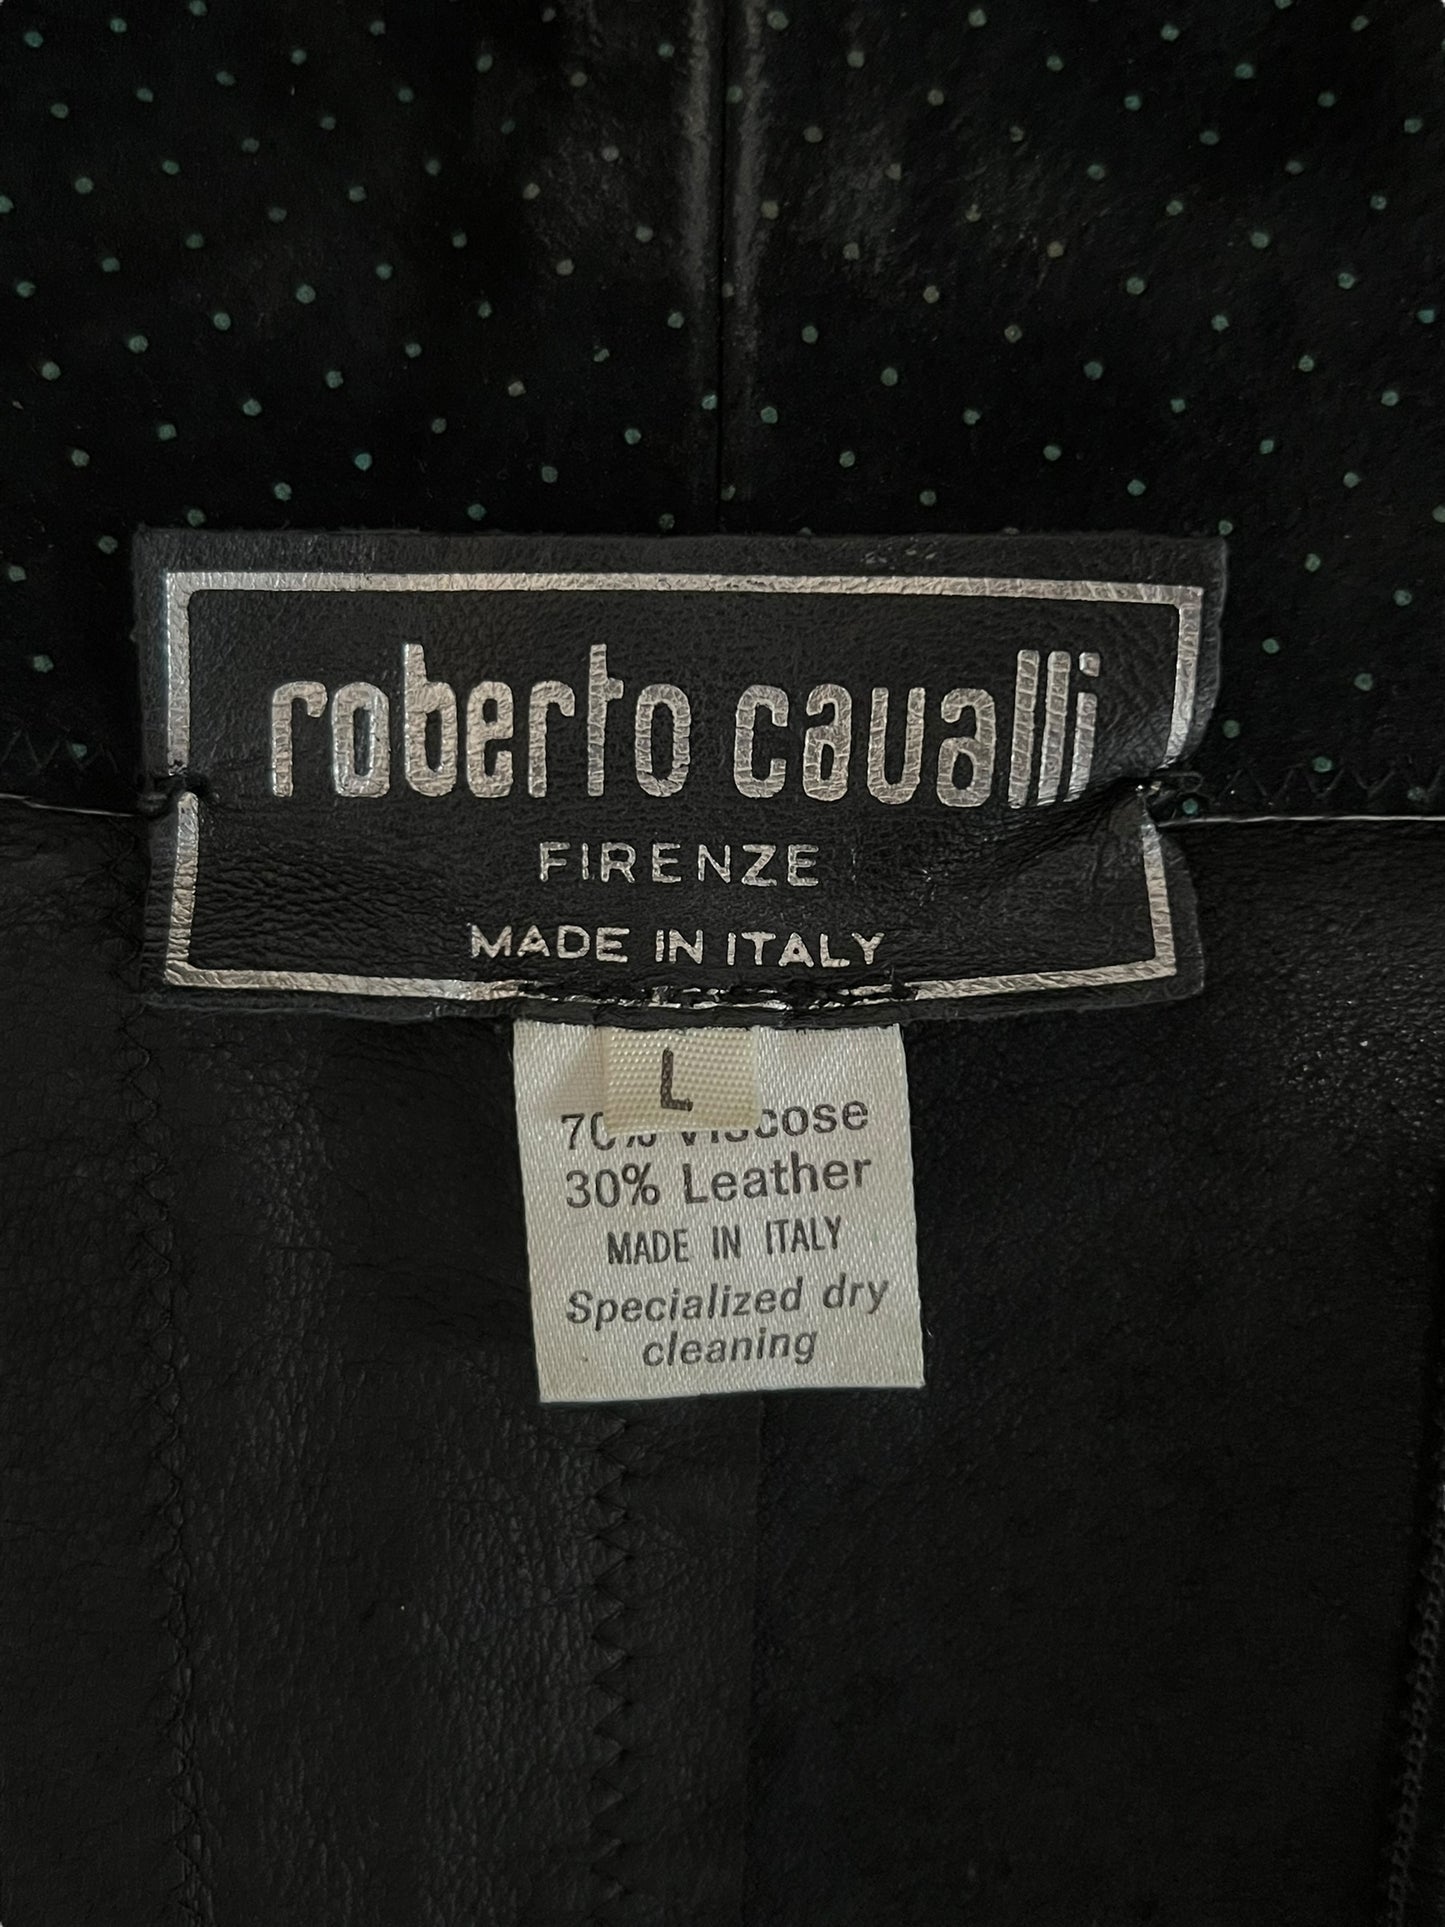 roberto cavalli
FIRENZE
MADE IN ITALY
L
70% Viscose
30% Leather
MADE IN ITALY
Specialized dry
cleaning